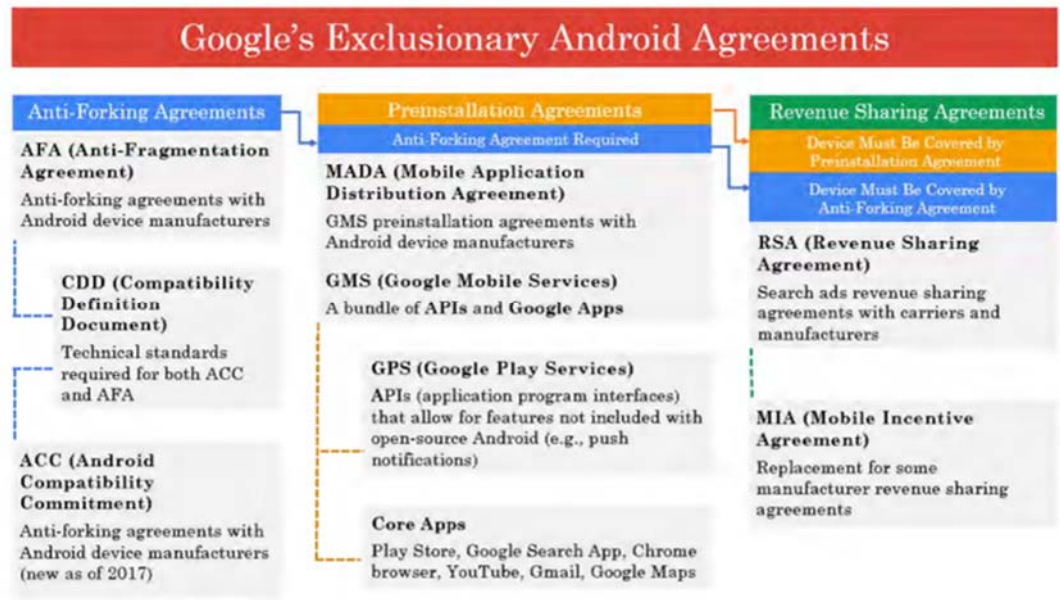 Google's Exclusionary Android Agreements
Anti-Forking Agreements
AFA (Anti-Fragmentation
Agreement)
Anti-forking agreements with
Android device manufacturers
CDD (Compatibility
Definition
Document)
Technical standards
required for both ACC
and AFA
ACC (Android
Compatibility
Commitment)
Anti-forking agreements with
Android device manufacturers
(new as of 2017)
Preinstallation Agreements
Anti-Forking Agreement Required
MADA (Mobile Application
Distribution Agreement)
GMS preinstallation agreements with
Android device manufacturers
GMS (Google Mobile Services)
A bundle of APIs and Google Apps
GPS (Google Play Services)
APIs (application program interfaces)
that allow for features not included with
open-source Android (e.g., push
notifications)
Core Apps
Play Store, Google Search App, Chrome
browser, YouTube, Gmail, Google Maps
Revenue Sharing Agreements
Device Must Be Covered by
Preinstallation Agreement
Device Must Be Covered by
Anti-Forking Agreement
RSA (Revenue Sharing
Agreement)
Search ads revenue sharing
agreements with carriers and
manufacturers
MIA (Mobile Incentive
Agreement)
Replacement for some
manufacturer revenue sharing
agreements